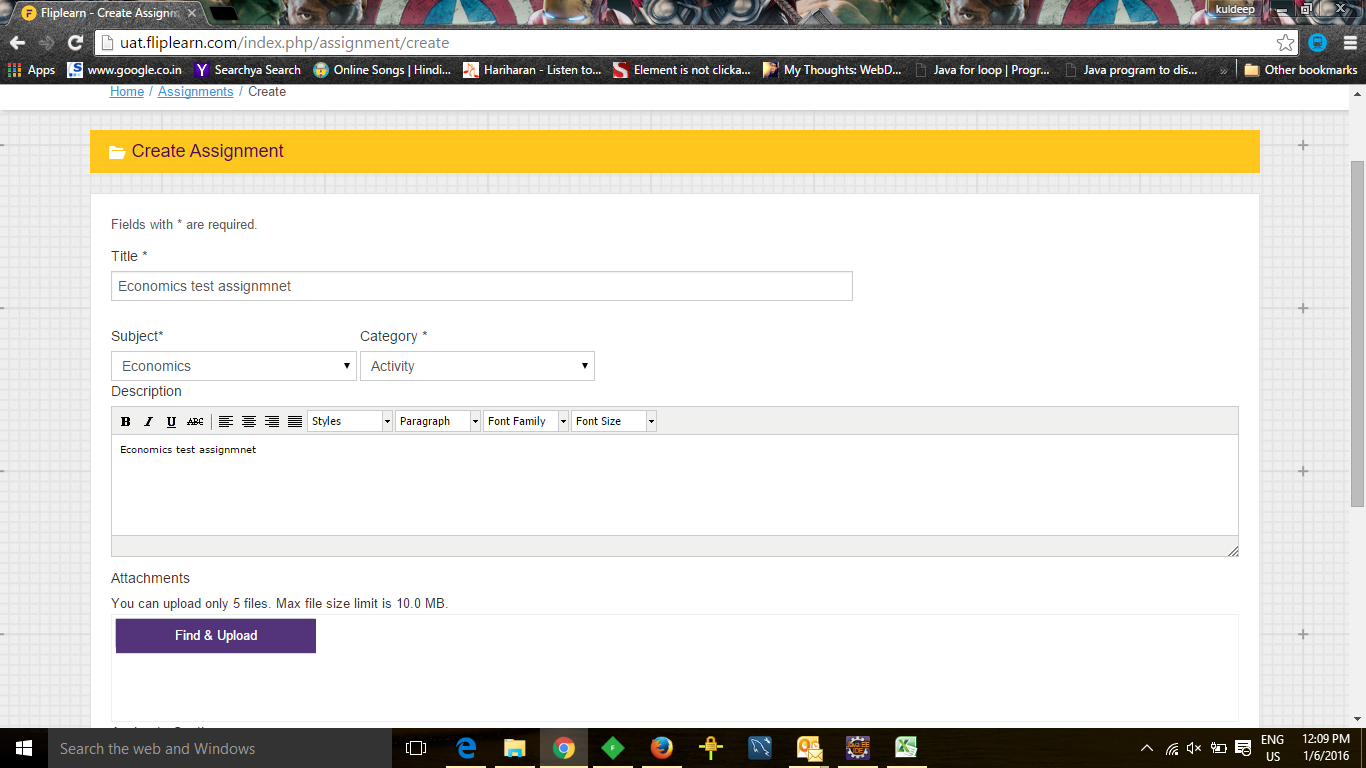 Fliplearn - Create Assignm
kuldeep
uat.fliplearn.com/index.php/assignment/create
Apps www.google.co.in Searchya Search Online Songs | Hindi... Hariharan - Listen to... Element is not clicka... My Thoughts: WebD... Java for loop | Progr... Java program to dis... » Other bookmarks
Home / Assignments / Create
Create Assignment
Fields with * are required.
Title *
Economics test assignmnet
Subject* Category *
Economics Activity
Description
B I U ABC Styles Paragraph Font Family Font Size
Economics test assignmnet
Attachments
You can upload only 5 files. Max file size limit is 10.0 MB.
Find & Upload
Search the web and Windows
ENG 12:09 PM
US 1/6/2016